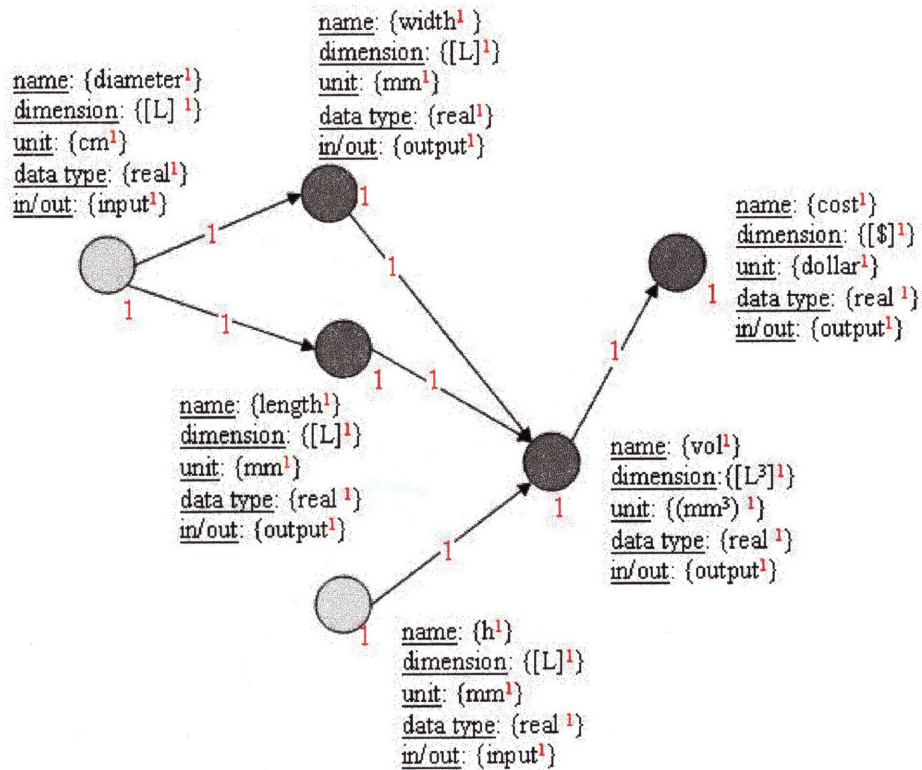 name: {width¹ }
dimension: {[L]¹}
unit: {mm¹}
data type: {real¹}
in/out: {output¹}
name: {diameter¹}
dimension: {[L] ¹}
unit: {cm¹}
data type: {real¹}
in/out: {input¹}
1
1
1
1
1
name: {cost¹}
dimension: {[$]¹}
unit: {dollar¹}
data type: {real ¹}
in/out: {output¹}
1
1
1
1
name: {length¹}
dimension: {[L]¹}
unit: {mm¹}
data type: {real ¹}
in/out: {output¹}
name: {vol¹}
dimension:{[L³]¹}
unit: {(mm³) ¹}
data type: {real ¹}
in/out: {output¹}
1
1
1
name: {h¹}
dimension: {[L]¹}
unit: {mm¹}
data type: {real ¹}
in/out: {input¹}